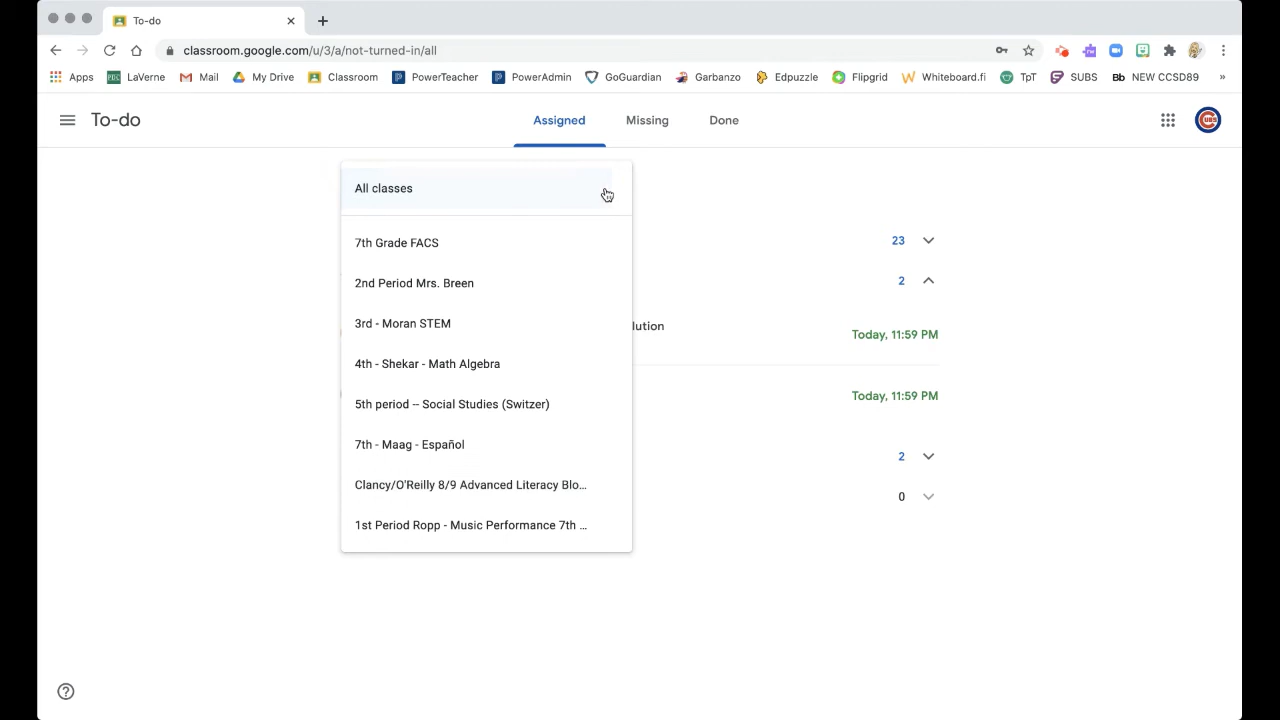 To-do
classroom.google.com/u/3/a/not-turned-in/all
Apps PDC LaVerne Mail My Drive Classroom PowerTeacher PowerAdmin GoGuardian Garbanzo Edpuzzle Flipgrid Whiteboard.fi TpT SUBS Bb NEW CCSD89 »
To-do Assigned Missing Done CUBS
All classes
7th Grade FACS 23
2nd Period Mrs. Breen 2
3rd - Moran STEM lution Today, 11:59 PM
4th - Shekar - Math Algebra
5th period -- Social Studies (Switzer) Today, 11:59 PM
7th - Maag - Español 2
Clancy/O'Reilly 8/9 Advanced Literacy Blo... 0
1st Period Ropp - Music Performance 7th ...